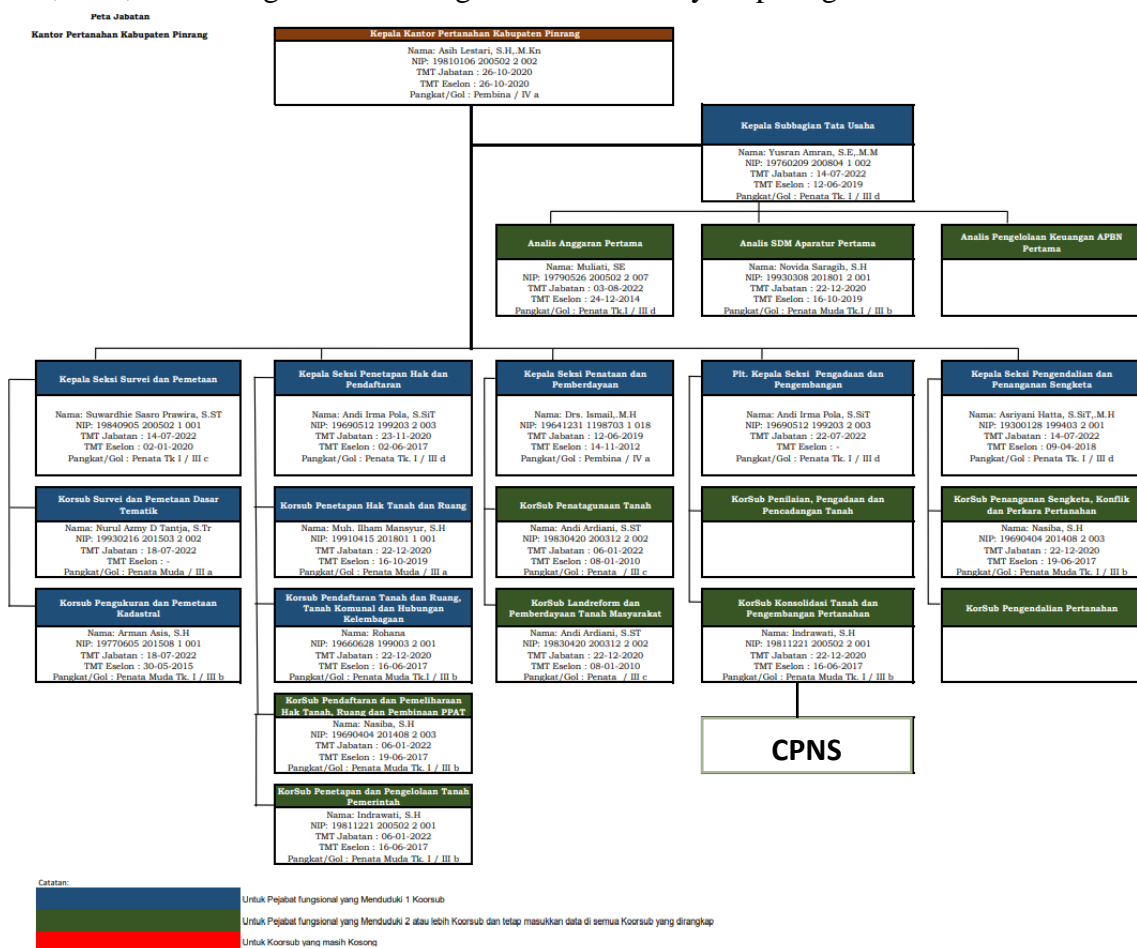 Peta Jabatan
Kantor Pertanahan Kabupaten Pinrang
Kepala Kantor Pertanahan Kabupaten Pinrang
Nama: Asih Lestari, S.H,.M.Kn
NIP: 19810106 200502 2 002
TMT Jabatan : 26-10-2020
TMT Eselon : 26-10-2020
Pangkat/Gol : Pembina / IV a
Kepala Subbagian Tata Usaha
Nama: Yusran Amran, S.E,.M.M
NIP: 19760209 200804 1 002
TMT Jabatan : 14-07-2022
TMT Eselon : 12-06-2019
Pangkat/Gol : Penata Tk. I / III d
Analis Anggaran Pertama
Nama: Muliati, SE
NIP: 19790526 200502 2 007
TMT Jabatan : 03-08-2022
TMT Eselon : 24-12-2014
Pangkat/Gol : Penata Tk.I / III d
Analis SDM Aparatur Pertama
Nama: Novida Saragih, S.H
NIP: 19930308 201801 2 001
TMT Jabatan : 22-12-2020
TMT Eselon : 16-10-2019
Pangkat/Gol : Penata Muda Tk.I / III b
Analis Pengelolaan Keuangan APBN
Pertama
Kepala Seksi Survei dan Pemetaan
Nama: Suwardhie Sasro Prawira, S.ST
NIP: 19840905 200502 1 001
TMT Jabatan : 14-07-2022
TMT Eselon : 02-01-2020
Pangkat/Gol : Penata Tk I / III c
Korsub Survei dan Pemetaan Dasar
Tematik
Nama: Nurul Azmy D Tantja, S.Tr
NIP: 19930216 201503 2 002
TMT Jabatan : 18-07-2022
TMT Eselon : -
Pangkat/Gol : Penata Muda / III a
Korsub Pengukuran dan Pemetaan
Kadastral
Nama: Arman Asis, S.H
NIP: 19770605 201508 1 001
TMT Jabatan : 18-07-2022
TMT Eselon : 30-05-2015
Pangkat/Gol : Penata Muda Tk. I / III b
Kepala Seksi Penetapan Hak dan
Pendaftaran
Nama: Andi Irma Pola, S.SiT
NIP: 19690512 199203 2 003
TMT Jabatan : 23-11-2020
TMT Eselon : 02-06-2017
Pangkat/Gol : Penata Tk. I / III d
Korsub Penetapan Hak Tanah dan Ruang
Nama: Muh. Ilham Mansyur, S.H
NIP: 19910415 201801 1 001
TMT Jabatan : 22-12-2020
TMT Eselon : 16-10-2019
Pangkat/Gol : Penata Muda / III a
Korsub Pendaftaran Tanah dan Ruang,
Tanah Komunal dan Hubungan
Kelembagaan
Nama: Rohana
NIP: 19660628 199003 2 001
TMT Jabatan : 22-12-2020
TMT Eselon : 16-06-2017
Pangkat/Gol : Penata Muda Tk.I / III b
KorSub Pendaftaran dan Pemeliharaan
Hak Tanah, Ruang dan Pembinaan PPAT
Nama: Nasiba, S.H
NIP: 19690404 201408 2 003
TMT Jabatan : 06-01-2022
TMT Eselon : 19-06-2017
Pangkat/Gol : Penata Muda Tk. I / III b
KorSub Penetapan dan Pengelolaan Tanah
Pemerintah
Nama: Indrawati, S.H
NIP: 19811221 200502 2 001
TMT Jabatan : 06-01-2022
TMT Eselon : 16-06-2017
Pangkat/Gol : Penata Muda Tk. I / III b
Kepala Seksi Penataan dan
Pemberdayaan
Nama: Drs. Ismail,.M.H
NIP: 19641231 1198703 1 018
TMT Jabatan : 12-06-2019
TMT Eselon : 14-11-2012
Pangkat/Gol : Pembina / IV a
KorSub Penatagunaan Tanah
Nama: Andi Ardiani, S.ST
NIP: 19830420 200312 2 002
TMT Jabatan : 06-01-2022
TMT Eselon : 08-01-2010
Pangkat/Gol : Penata / III c
KorSub Landreform dan
Pemberdayaan Tanah Masyarakat
Nama: Andi Ardiani, S.ST
NIP: 19830420 200312 2 002
TMT Jabatan : 22-12-2020
TMT Eselon : 08-01-2010
Pangkat/Gol : Penata / III c
Plt. Kepala Seksi Pengadaan dan
Pengembangan
Nama: Andi Irma Pola, S.SiT
NIP: 19690512 199203 2 003
TMT Jabatan : 22-07-2022
TMT Eselon : -
Pangkat/Gol : Penata Tk. I / III d
KorSub Penilaian, Pengadaan dan
Pencadangan Tanah
KorSub Konsolidasi Tanah dan
Pengembangan Pertanahan
Nama: Indrawati, S.H
NIP: 19811221 200502 2 001
TMT Jabatan : 22-12-2020
TMT Eselon : 16-06-2017
Pangkat/Gol : Penata Muda Tk. I / III b
CPNS
Kepala Seksi Pengendalian dan
Penanganan Sengketa
Nama: Asriyani Hatta, S.SiT,.M.H
NIP: 19300128 199403 2 001
TMT Jabatan : 14-07-2022
TMT Eselon : 09-04-2018
Pangkat/Gol : Penata Tk. I / III d
KorSub Penanganan Sengketa, Konflik
dan Perkara Pertanahan
Nama: Nasiba, S.H
NIP: 19690404 201408 2 003
TMT Jabatan : 22-12-2020
TMT Eselon : 19-06-2017
Pangkat/Gol : Penata Muda Tk. I / III b
KorSub Pengendalian Pertanahan
Catatan:
Untuk Pejabat fungsional yang Menduduki 1 Koorsub
Untuk Pejabat fungsional yang Menduduki 2 atau lebih Koorsub dan tetap masukkan data di semua Koorsub yang dirangkap
Untuk Koorsub yang masih Kosong